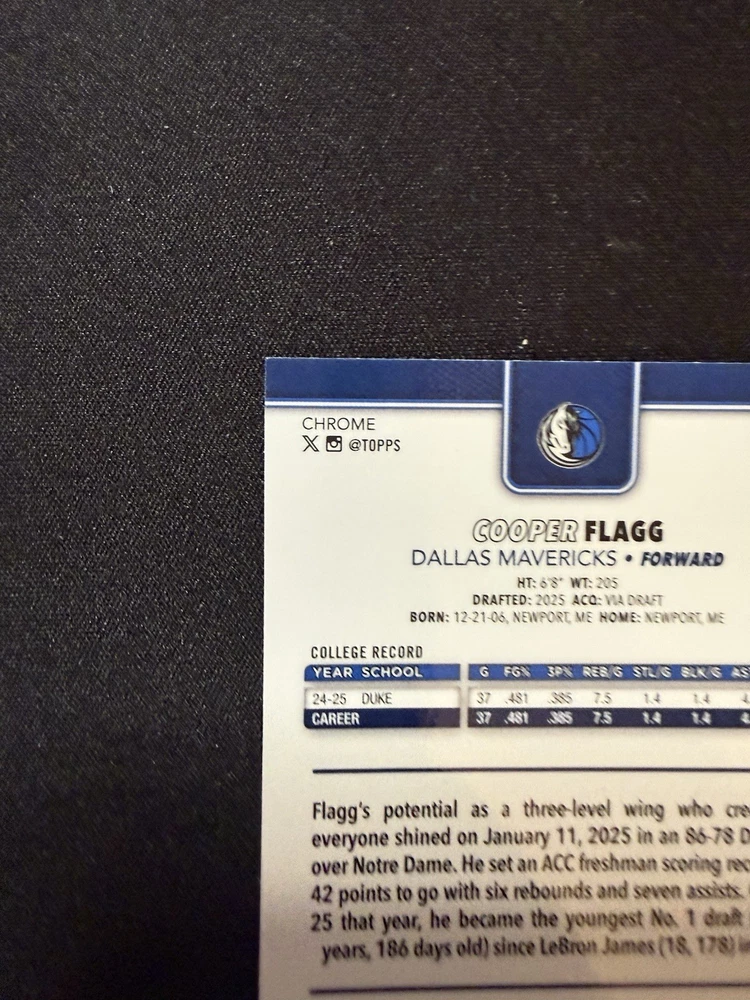 CHROME
X @TOPPS
COOPER FLAGG
DALLAS MAVERICKS • FORWARD
HT: 6'8" WT: 205
DRAFTED: 2025 ACQ: VIA DRAFT
BORN: 12-21-06, NEWPORT, ME HOME: NEWPORT, ME
COLLEGE RECORD
YEAR SCHOOL G FG% 3P% REB/G STL/G BLK/G AS
24-25 DUKE 37 .481 .385 7.5 1.4 1.4 4.
CAREER 37 .481 .385 7.5 1.4 1.4 4.
Flagg's potential as a three-level wing who cre
everyone shined on January 11, 2025 in an 86-78 D
over Notre Dame. He set an ACC freshman scoring rec
42 points to go with six rebounds and seven assists.
25 that year, he became the youngest No. 1 draft
years, 186 days old) since LeBron James (18, 178) i